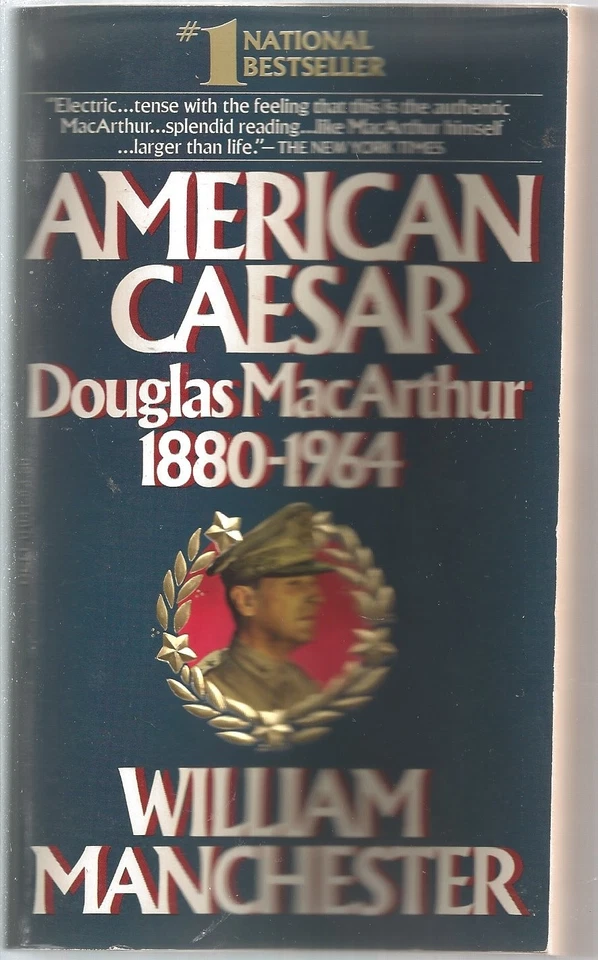 #1 NATIONAL
BESTSELLER
"Electric...tense with the feeling that this is the authentic
MacArthur...splendid reading...like MacArthur himself
...larger than life."—THE NEW YORK TIMES
AMERICAN
CAESAR
Douglas MacArthur
1880-1964
WILLIAM
MANCHESTER